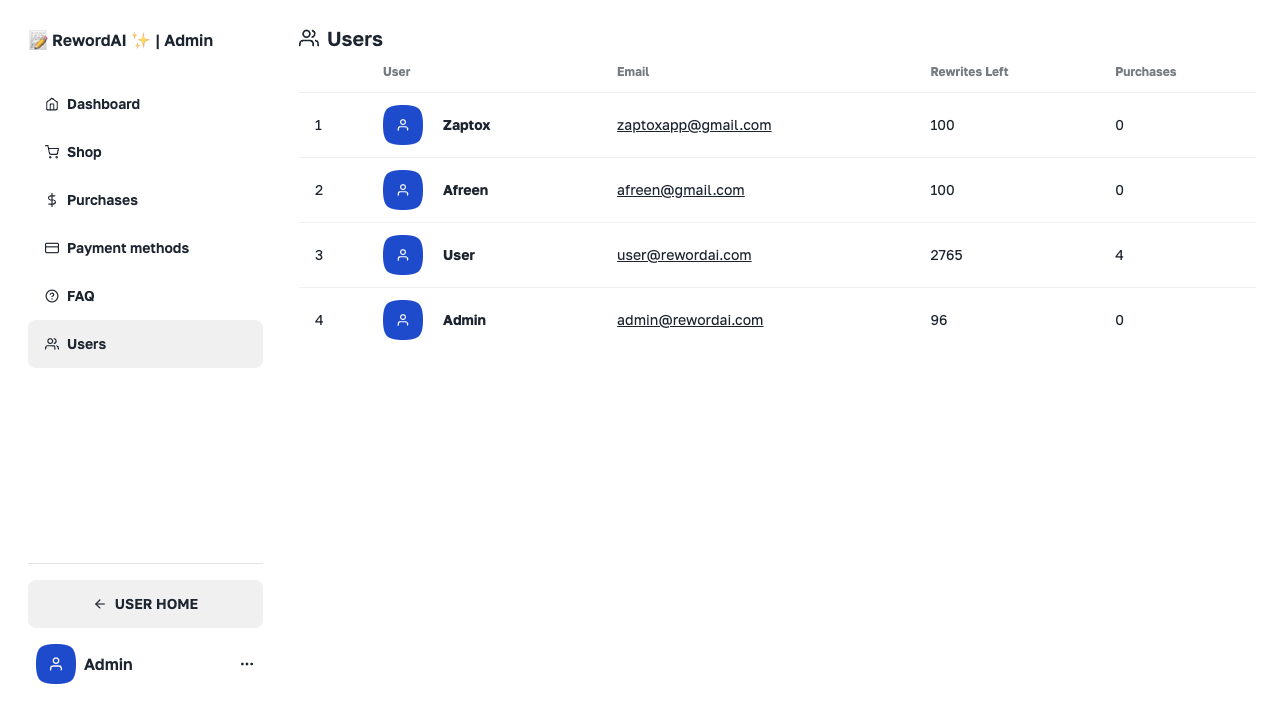 📝 RewordAI ✨ | Admin
Dashboard
Shop
Purchases
Payment methods
FAQ
Users
USER HOME
Admin
Users
User Email Rewrites Left Purchases
1 Zaptox zaptoxapp@gmail.com 100 0
2 Afreen afreen@gmail.com 100 0
3 User user@rewordai.com 2765 4
4 Admin admin@rewordai.com 96 0